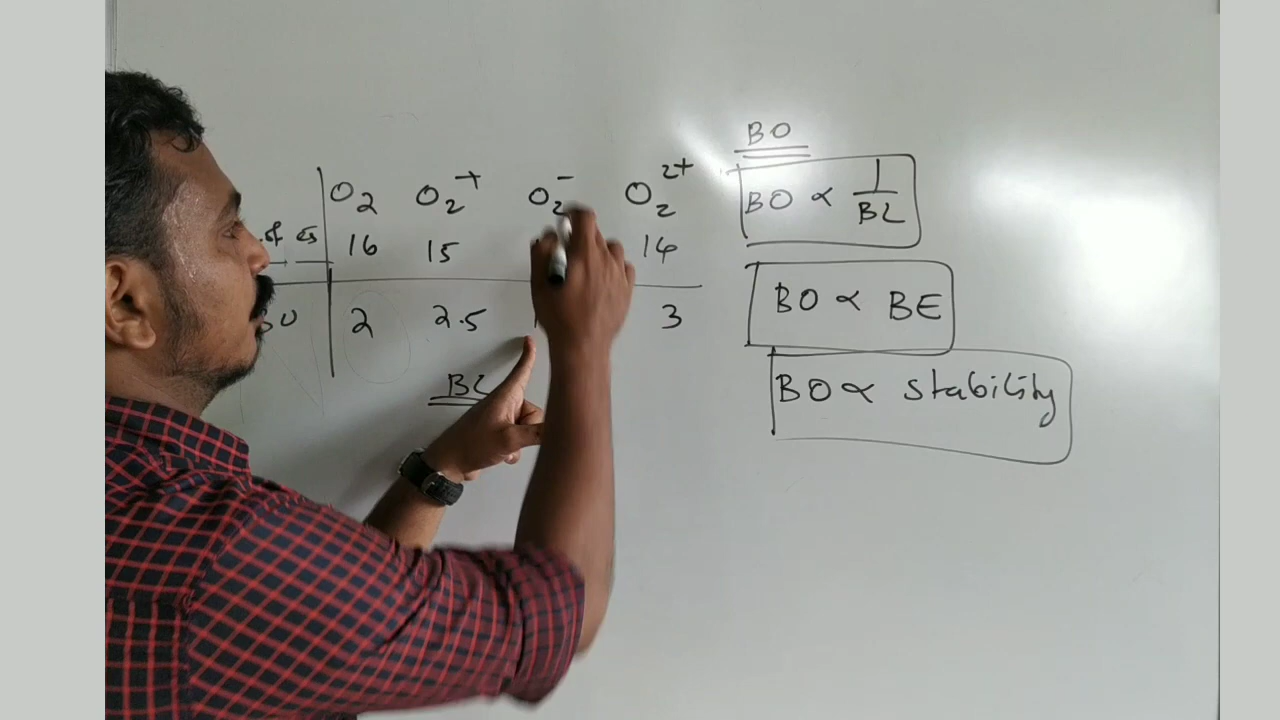 O₂ O₂⁺ O₂⁻ O₂²⁺
16 15 14
2 2.5 3
BL
BO
BO ∝ 1/BL
BO ∝ BE
BO ∝ stability